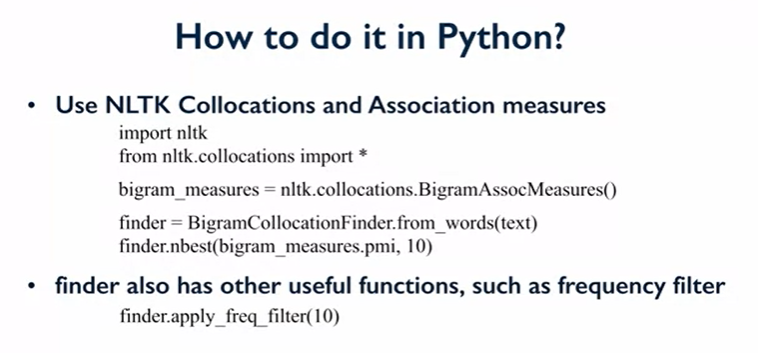 How to do it in Python?
• Use NLTK Collocations and Association measures
import nltk
from nltk.collocations import *
bigram_measures = nltk.collocations.BigramAssocMeasures()
finder = BigramCollocationFinder.from_words(text)
finder.nbest(bigram_measures.pmi, 10)
• finder also has other useful functions, such as frequency filter
finder.apply_freq_filter(10)